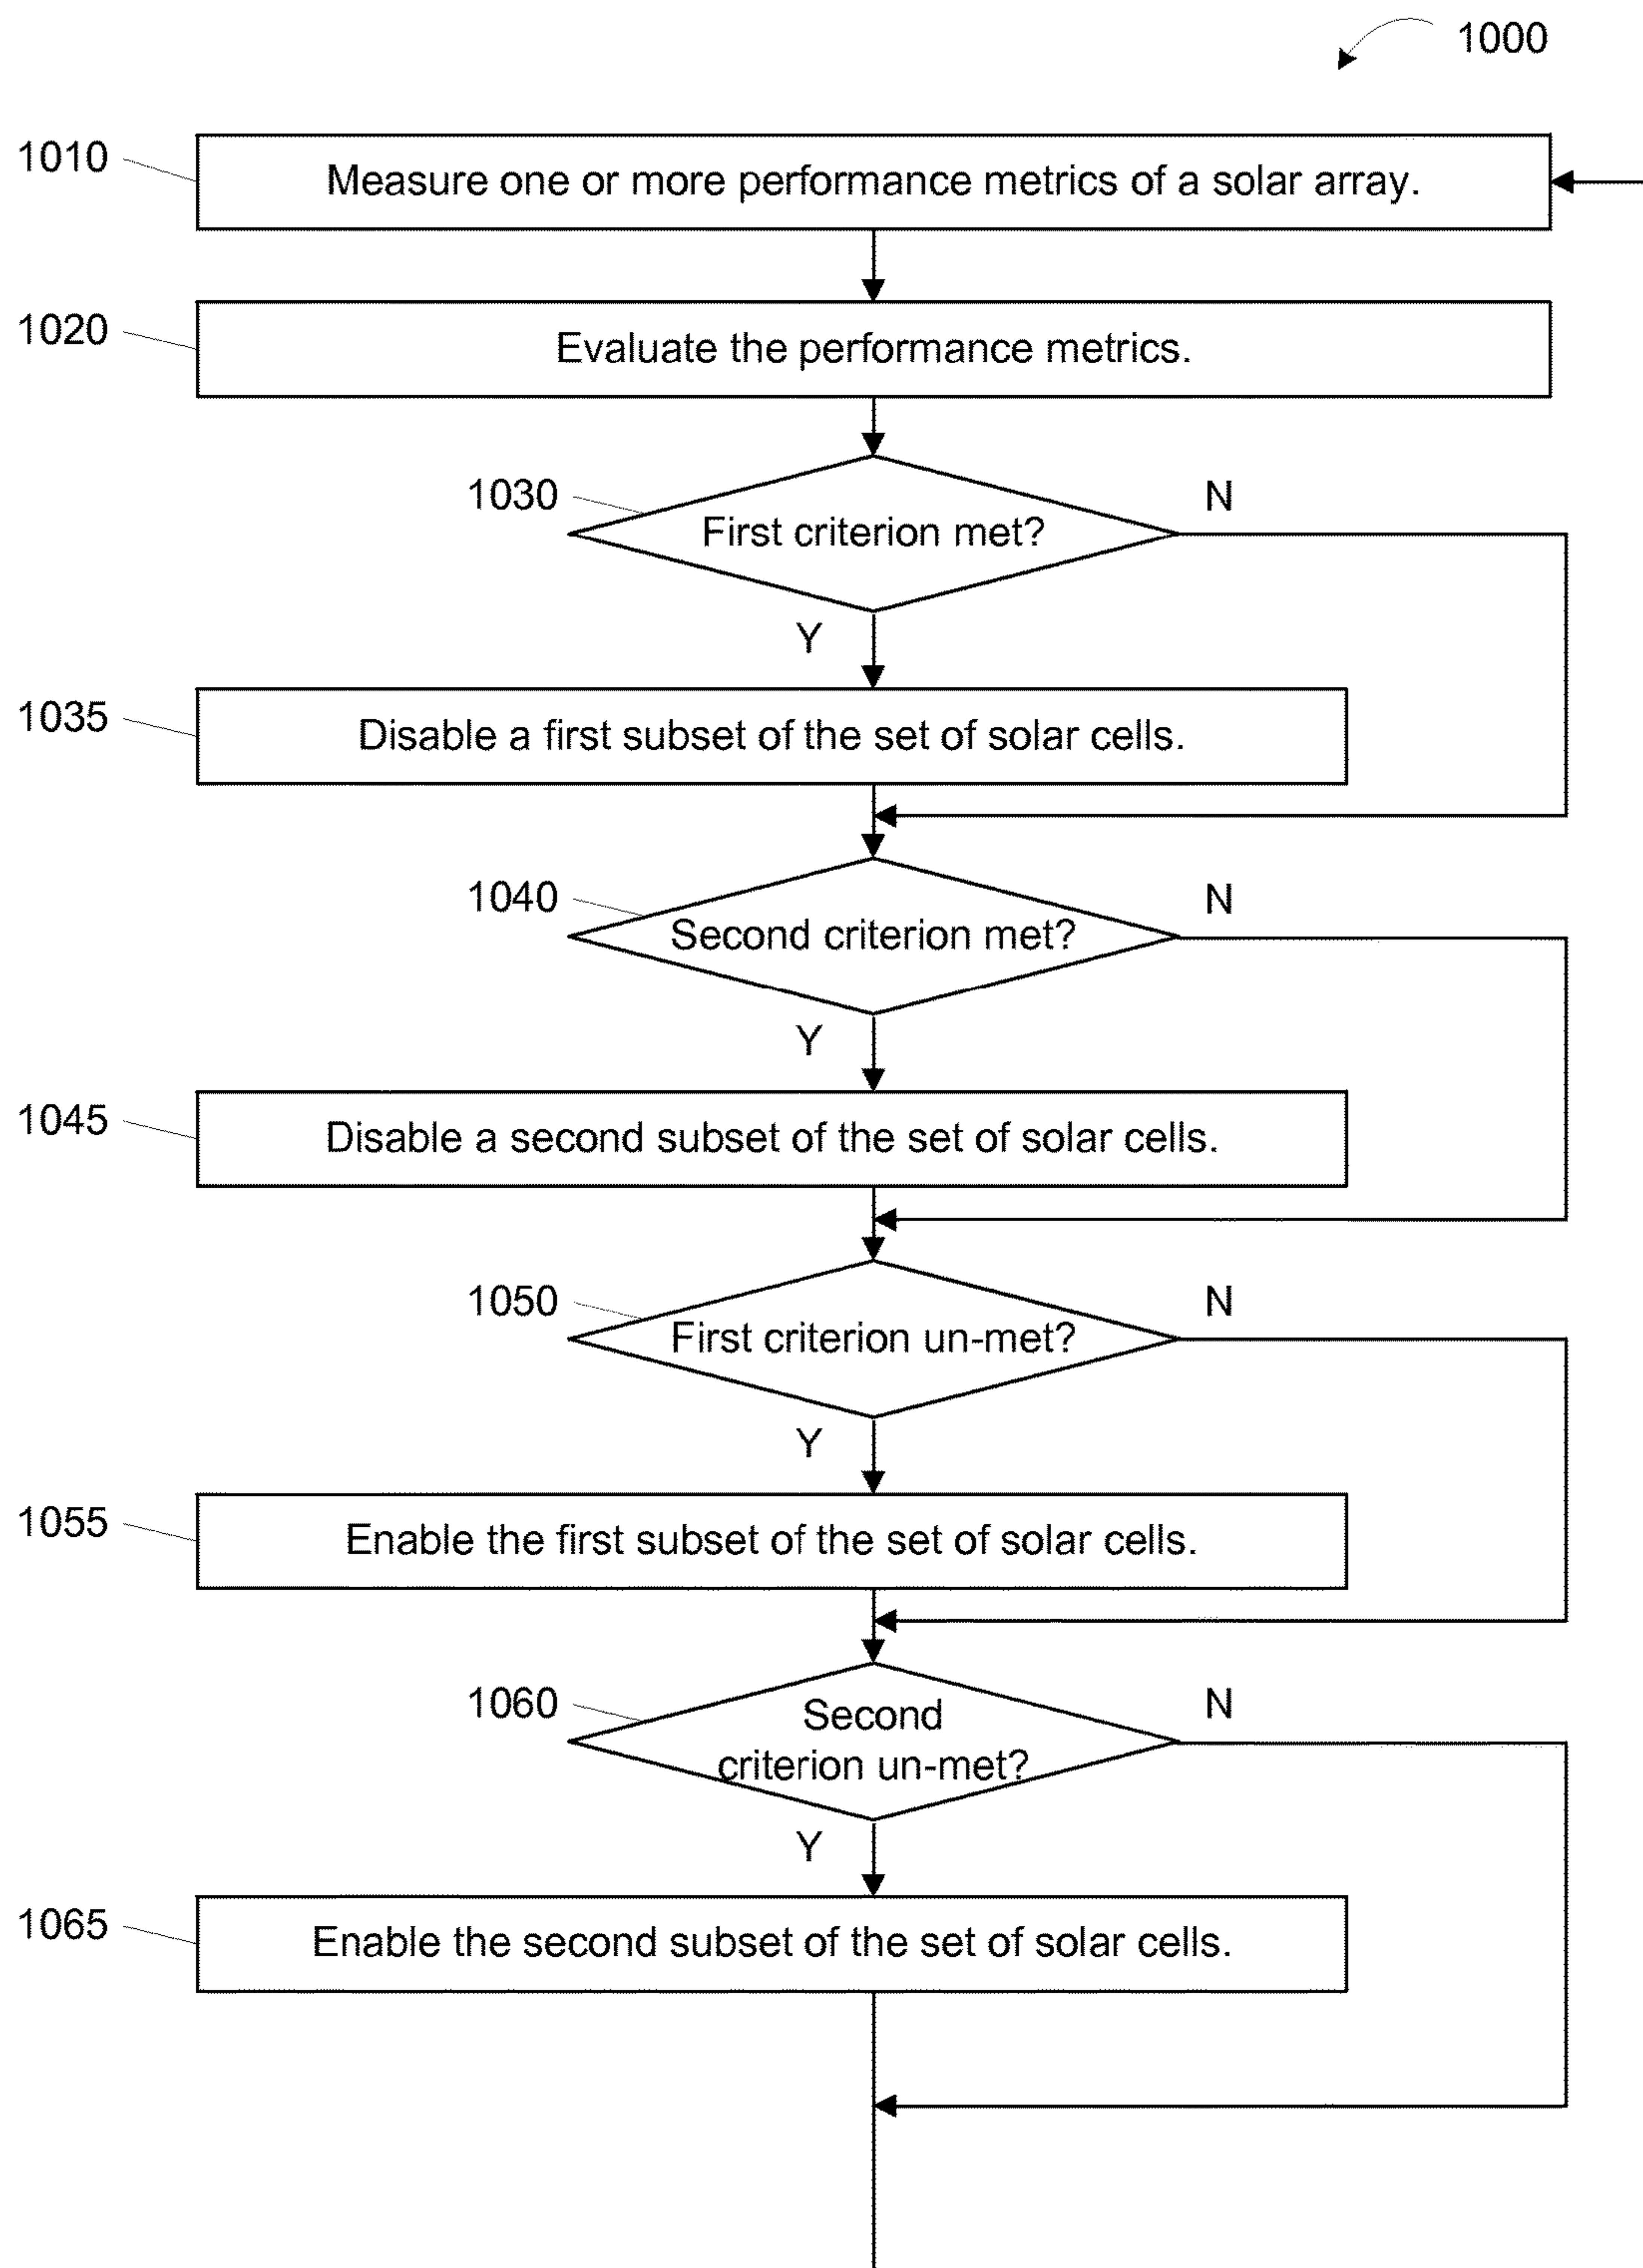 1000
1010
Measure one or more performance metrics of a solar array.
1020
Evaluate the performance metrics.
1030
First criterion met?
N
Y
1035
Disable a first subset of the set of solar cells.
1040
Second criterion met?
N
Y
1045
Disable a second subset of the set of solar cells.
1050
First criterion un-met?
N
Y
1055
Enable the first subset of the set of solar cells.
1060
Second
criterion un-met?
N
Y
1065
Enable the second subset of the set of solar cells.